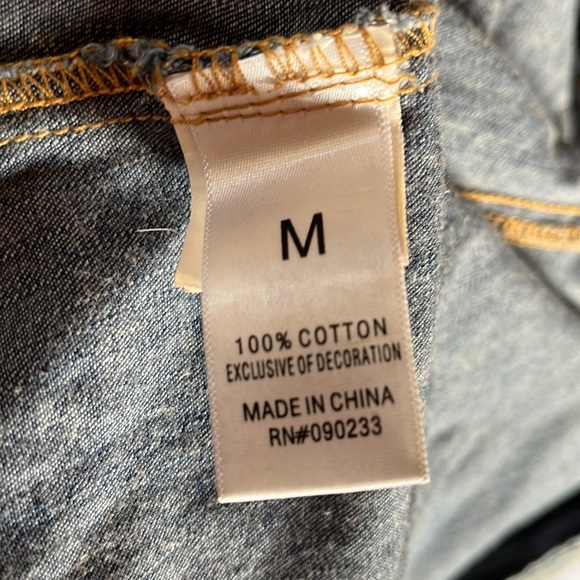 M
100% COTTON
EXCLUSIVE OF DECORATION
MADE IN CHINA
RN#090233